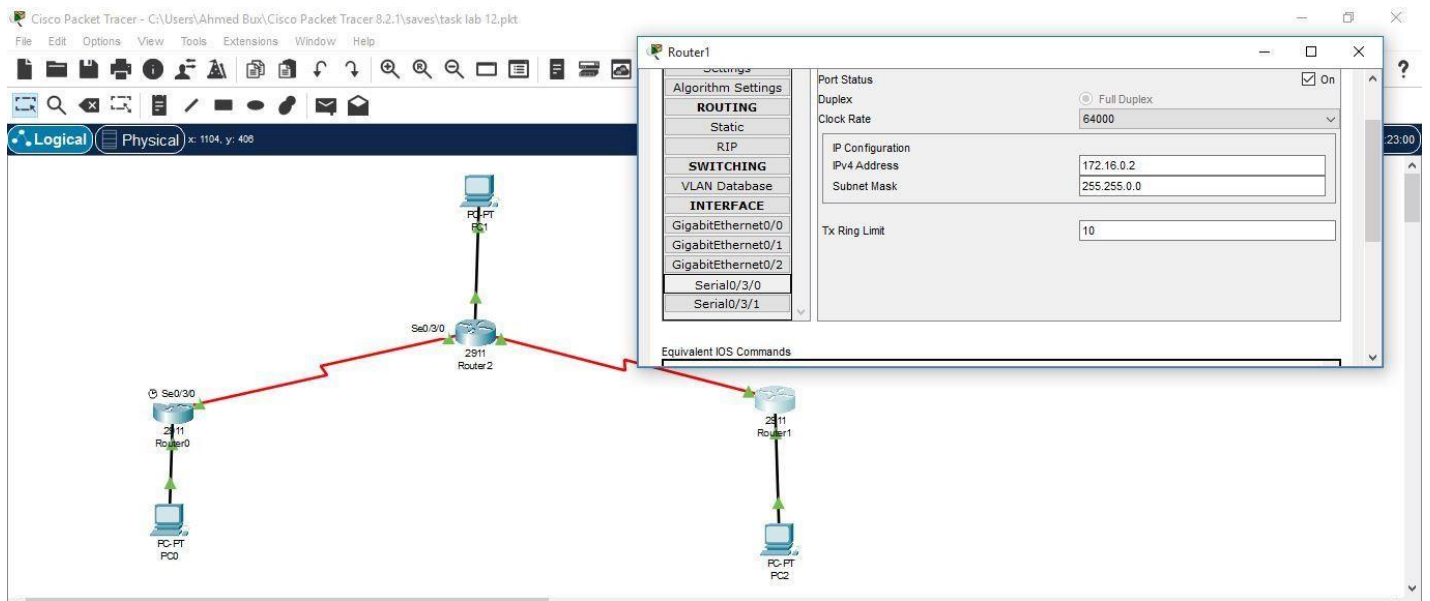 Cisco Packet Tracer - C:\Users\Ahmed Bux\Cisco Packet Tracer 8.2.1\saves\task lab 12.pkt
File Edit Options View Tools Extensions Window Help
Logical Physical x: 1104, y: 406
:23:00
PC-PT
PC1
Se0/3/0
2911
Router2
Se0/3/0
2911
Router0
2911
Router1
PC-PT
PC0
PC-PT
PC2
Router1
Settings
Algorithm Settings
ROUTING
Static
RIP
SWITCHING
VLAN Database
INTERFACE
GigabitEthernet0/0
GigabitEthernet0/1
GigabitEthernet0/2
Serial0/3/0
Serial0/3/1
Port Status On
Duplex Full Duplex
Clock Rate 64000
IP Configuration
IPv4 Address 172.16.0.2
Subnet Mask 255.255.0.0
Tx Ring Limit 10
Equivalent IOS Commands